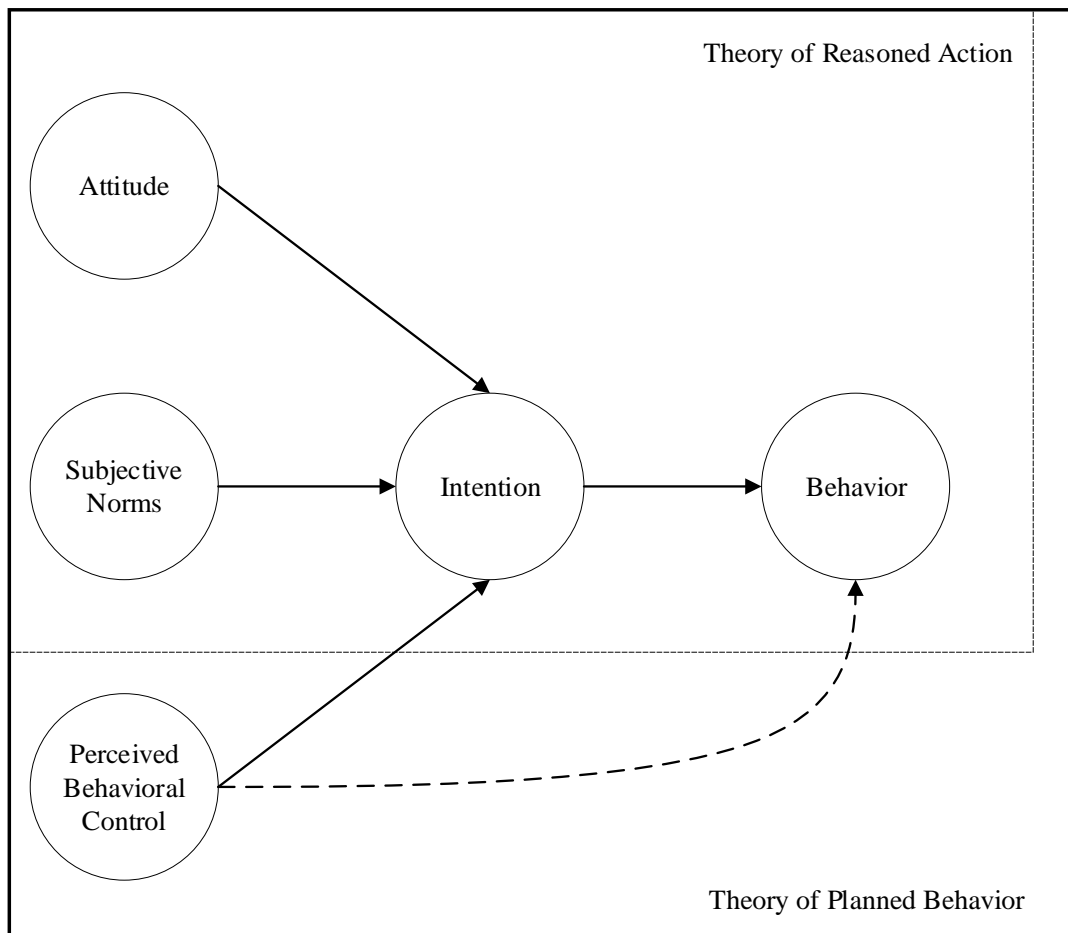 Theory of Reasoned Action
Attitude
Subjective
Norms
Intention
Behavior
Perceived
Behavioral
Control
Theory of Planned Behavior